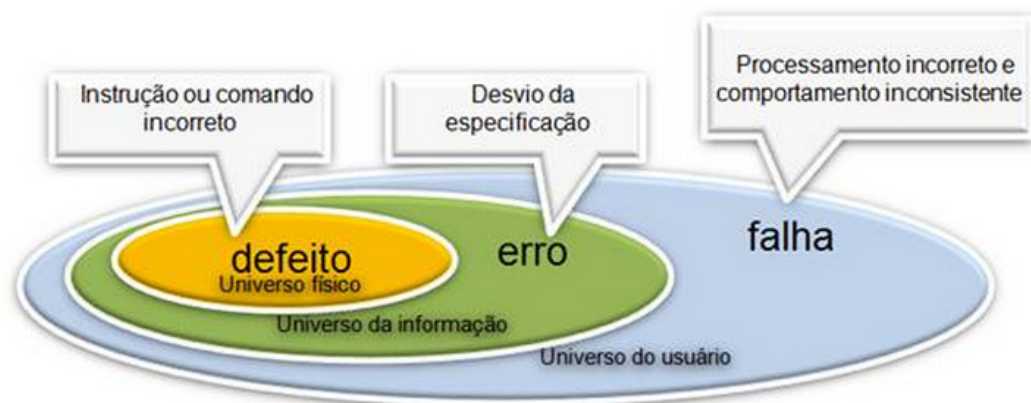 Instrução ou comando
incorreto
Desvio da
especificação
Processamento incorreto e
comportamento inconsistente
defeito
Universo físico
erro
Universo da informação
falha
Universo do usuário